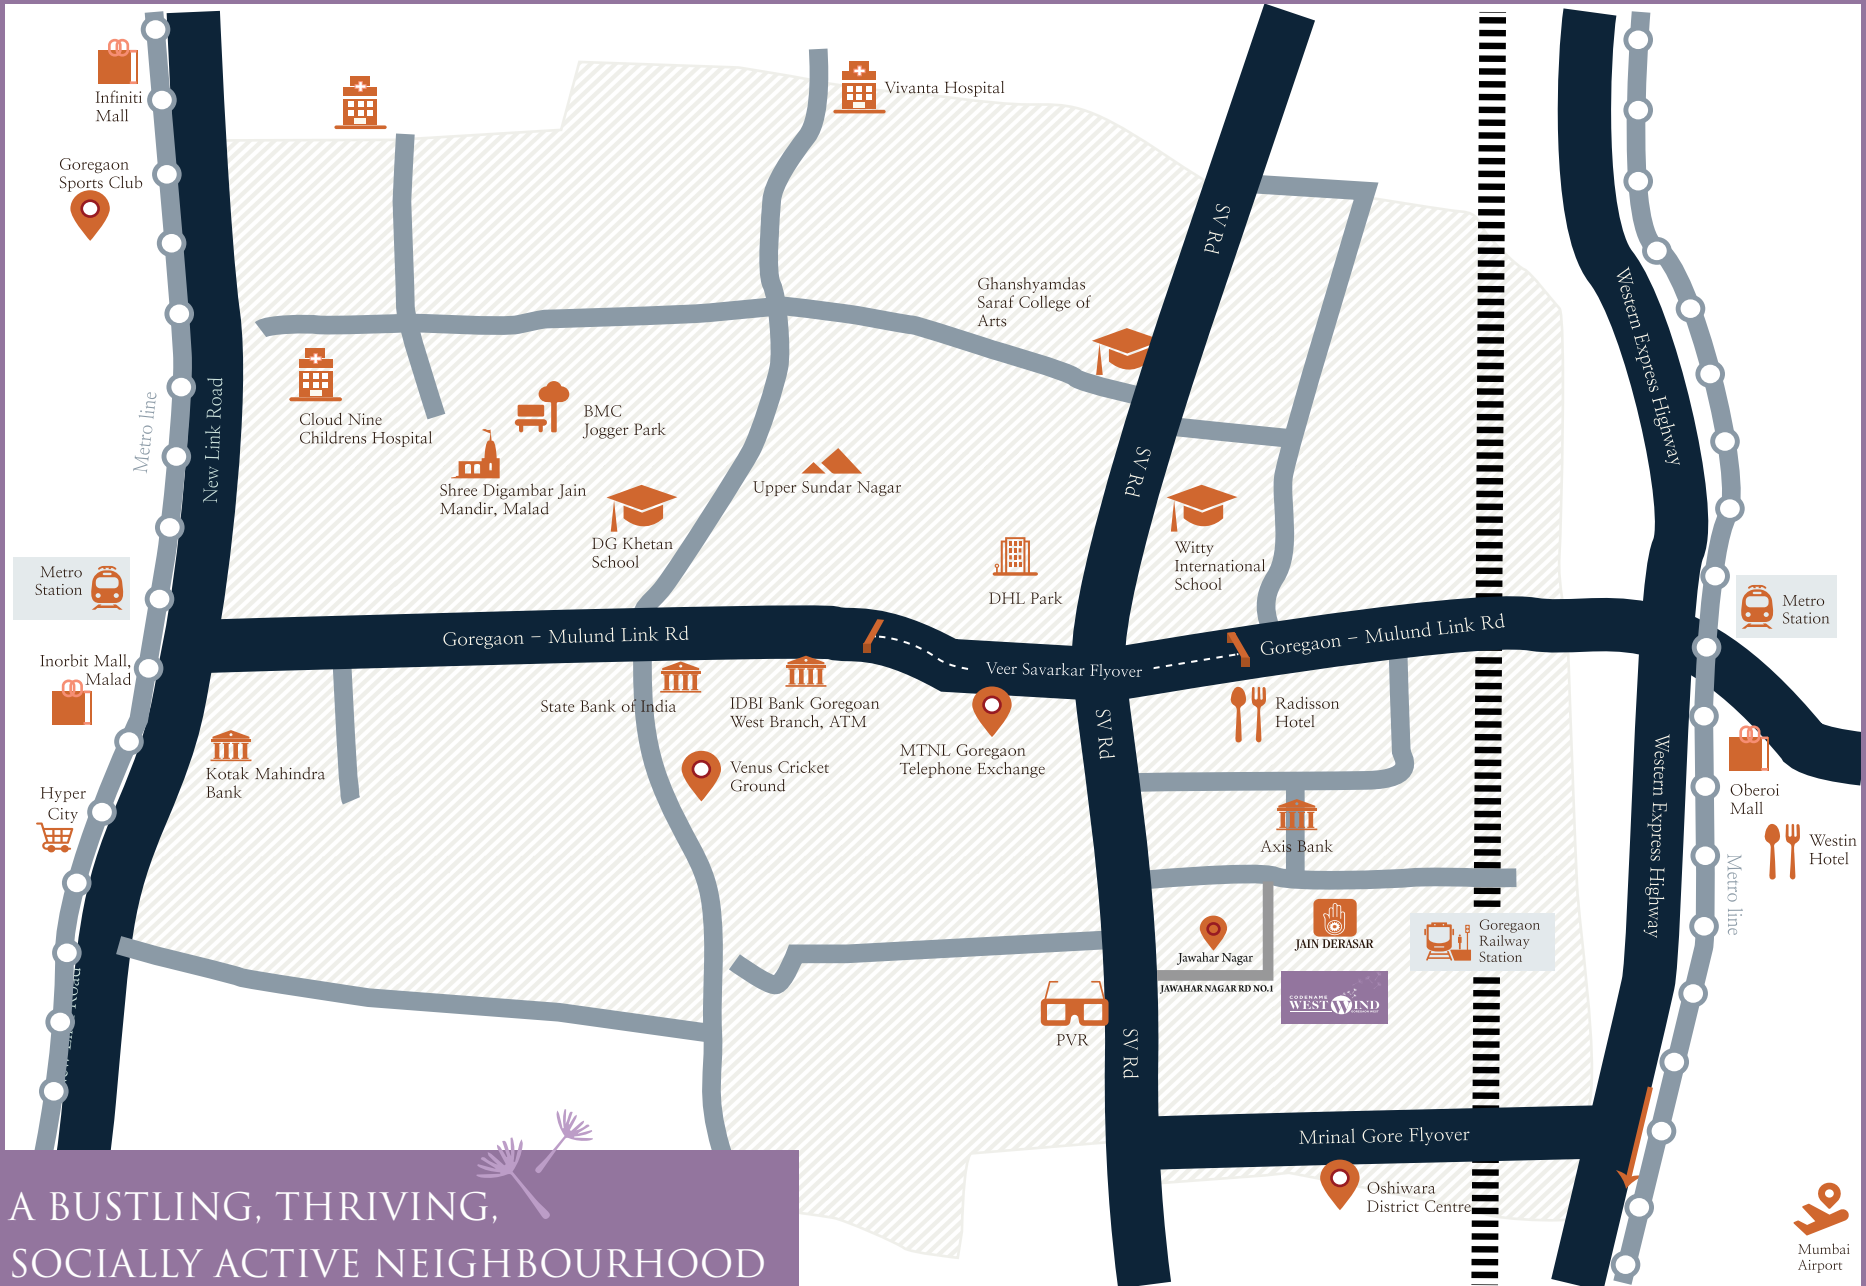 Infiniti
Mall
Goregaon
Sports Club
Vivanta Hospital
SV Rd
Ghanshyamdas
Saraf College of
Arts
Western Express Highway
Metro line
New Link Road
Cloud Nine
Childrens Hospital
BMC
Jogger Park
Shree Digambar Jain
Mandir, Malad
DG Khetan
School
Upper Sundar Nagar
SV Rd
DHL Park
Witty
International
School
Metro
Station
Metro
Station
Goregaon – Mulund Link Rd
Veer Savarkar Flyover
Goregaon – Mulund Link Rd
Inorbit Mall,
Malad
State Bank of India
IDBI Bank Goregoan
West Branch, ATM
MTNL Goregaon
Telephone Exchange
SV Rd
Radisson
Hotel
Kotak Mahindra
Bank
Venus Cricket
Ground
Hyper
City
Axis Bank
Western Express Highway
Oberoi
Mall
Westin
Hotel
Metro line
Jawahar Nagar
JAIN DERASAR
Goregaon
Railway
Station
JAWAHAR NAGAR RD NO.1
CODENAME
WEST WIND
New Link Road
PVR
SV Rd
Mrinal Gore Flyover
Oshiwara
District Centre
Mumbai
Airport
A BUSTLING, THRIVING,
SOCIALLY ACTIVE NEIGHBOURHOOD